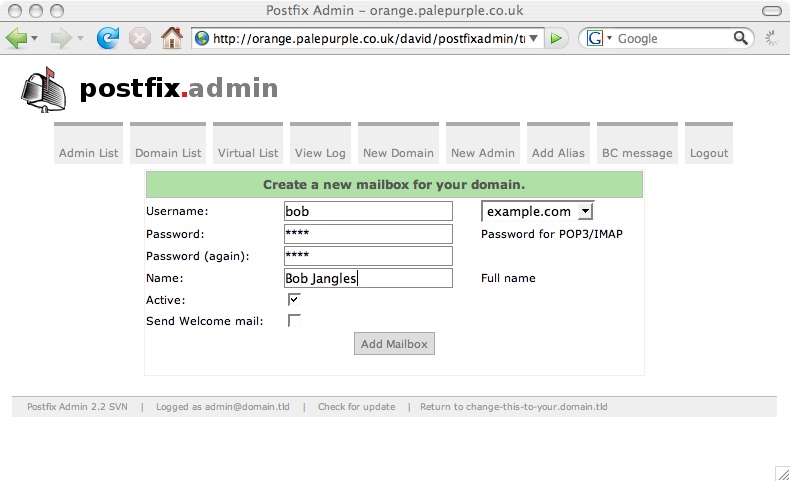 Postfix Admin – orange.palepurple.co.uk
http://orange.palepurple.co.uk/david/postfixadmin/tr
G Google
postfix.admin
Admin List Domain List Virtual List View Log New Domain New Admin Add Alias BC message Logout
Create a new mailbox for your domain.
Username: bob example.com
Password: **** Password for POP3/IMAP
Password (again): ****
Name: Bob Jangles Full name
Active:
Send Welcome mail:
Add Mailbox
Postfix Admin 2.2 SVN | Logged as admin@domain.tld | Check for update | Return to change-this-to-your.domain.tld